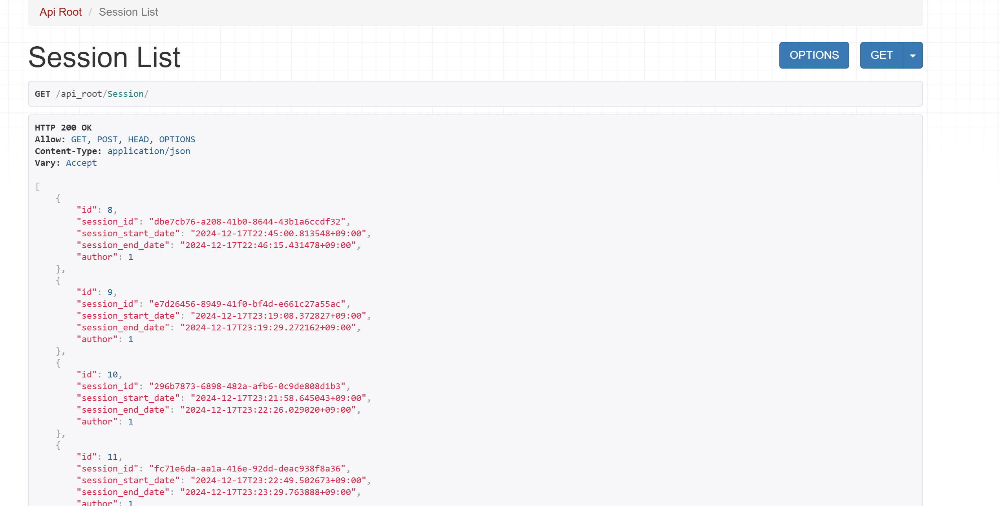 Api Root / Session List
Session List
OPTIONS
GET
GET /api_root/Session/
HTTP 200 OK
Allow: GET, POST, HEAD, OPTIONS
Content-Type: application/json
Vary: Accept
[
{
"id": 8,
"session_id": "dbe7cb76-a208-41b0-8644-43b1a6ccdf32",
"session_start_date": "2024-12-17T22:45:00.813548+09:00",
"session_end_date": "2024-12-17T22:46:15.431478+09:00",
"author": 1
},
{
"id": 9,
"session_id": "e7d26456-8949-41f0-bf4d-e661c27a55ac",
"session_start_date": "2024-12-17T23:19:08.372827+09:00",
"session_end_date": "2024-12-17T23:19:29.272162+09:00",
"author": 1
},
{
"id": 10,
"session_id": "296b7873-6898-482a-afb6-0c9de808d1b3",
"session_start_date": "2024-12-17T23:21:58.645043+09:00",
"session_end_date": "2024-12-17T23:22:26.029020+09:00",
"author": 1
},
{
"id": 11,
"session_id": "fc71e6da-aa1a-416e-92dd-deac938f8a36",
"session_start_date": "2024-12-17T23:22:49.502673+09:00",
"session_end_date": "2024-12-17T23:23:29.763888+09:00",
"author": 1